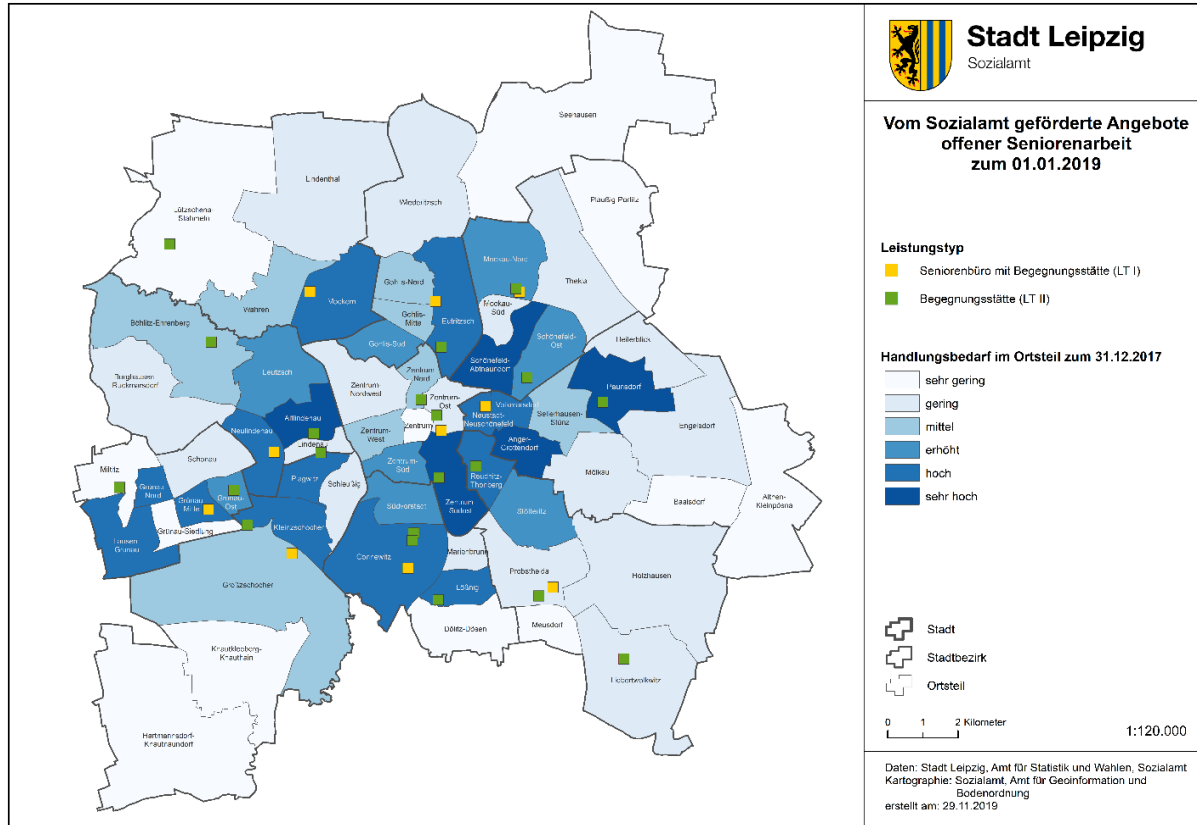 Stadt Leipzig
Sozialamt
Vom Sozialamt geförderte Angebote
offener Seniorenarbeit
zum 01.01.2019
Leistungstyp
Seniorenbüro mit Begegnungsstätte (LT I)
Begegnungsstätte (LT II)
Handlungsbedarf im Ortsteil zum 31.12.2017
sehr gering
gering
mittel
erhöht
hoch
sehr hoch
Stadt
Stadtbezirk
Ortsteil
0 1 2 Kilometer
1:120.000
Daten: Stadt Leipzig, Amt für Statistik und Wahlen, Sozialamt
Kartographie: Sozialamt, Amt für Geoinformation und
Bodenordnung
erstellt am: 29.11.2019
Seehausen
Lindenthal
Wiederitzsch
Plaußig-Portitz
Lützschena-
Stahmeln
Mockau-Nord
Thekla
Gohlis-Nord
Möckern
Wahren
Mockau-
Süd
Gohlis-
Mitte
Eutritzsch
Böhlitz-Ehrenberg
Schönefeld-
Ost
Heiterblick
Gohlis-Süd
Schönefeld-
Abtnaundorf
Leutzsch
Zentrum-
Nord
Burghausen-
Rückmarsdorf
Zentrum-
Nordwest
Paunsdorf
Zentrum-
Ost
Volkmarsdorf
Sellerhausen-
Stünz
Neustadt-
Neuschönefeld
Altlindenau
Zentrum
Engelsdorf
Neulindenau
Lindenau
Zentrum-
West
Anger-
Crottendorf
Schönau
Zentrum-
Süd
Mölkau
Miltitz
Grünau-
Nord
Plagwitz
Schleußig
Reudnitz-
Thonberg
Grünau-
Mitte
Grünau-
Ost
Zentrum-
Südost
Baalsdorf
Althen-
Kleinpösna
Südvorstadt
Stötteritz
Kleinzschocher
Grünau-Siedlung
Lausen-
Grünau
Connewitz
Marienbrunn
Probstheida
Holzhausen
Großzschocher
Lößnig
Dölitz-Dösen
Meusdorf
Knautkleeberg-
Knauthain
Liebertwolkwitz
Hartmannsdorf-
Knautnaundorf